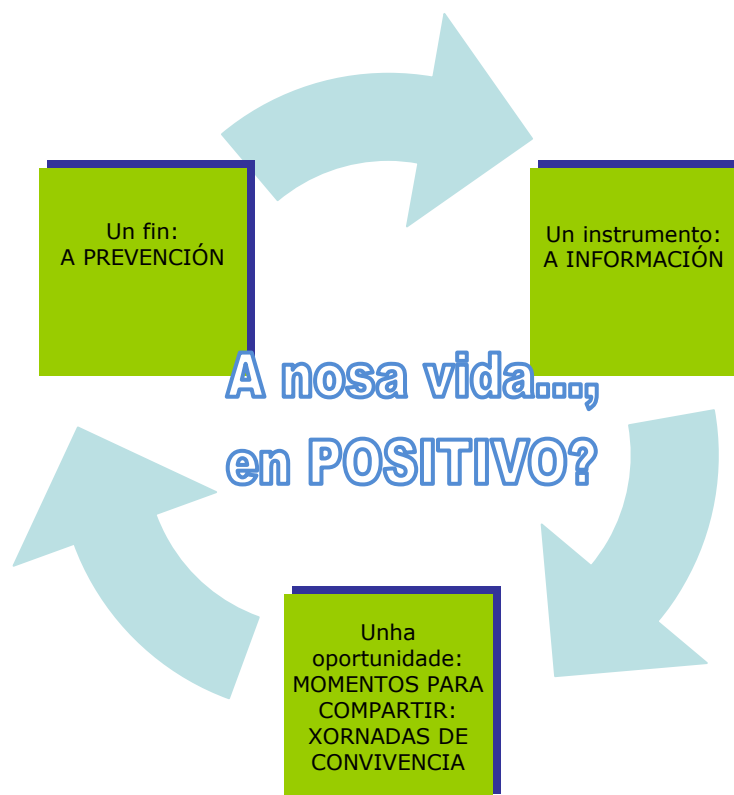 Un fin:
A PREVENCIÓN
Un instrumento:
A INFORMACIÓN
A nosa vida...,
en POSITIVO?
Unha
oportunidade:
MOMENTOS PARA
COMPARTIR:
XORNADAS DE
CONVIVENCIA